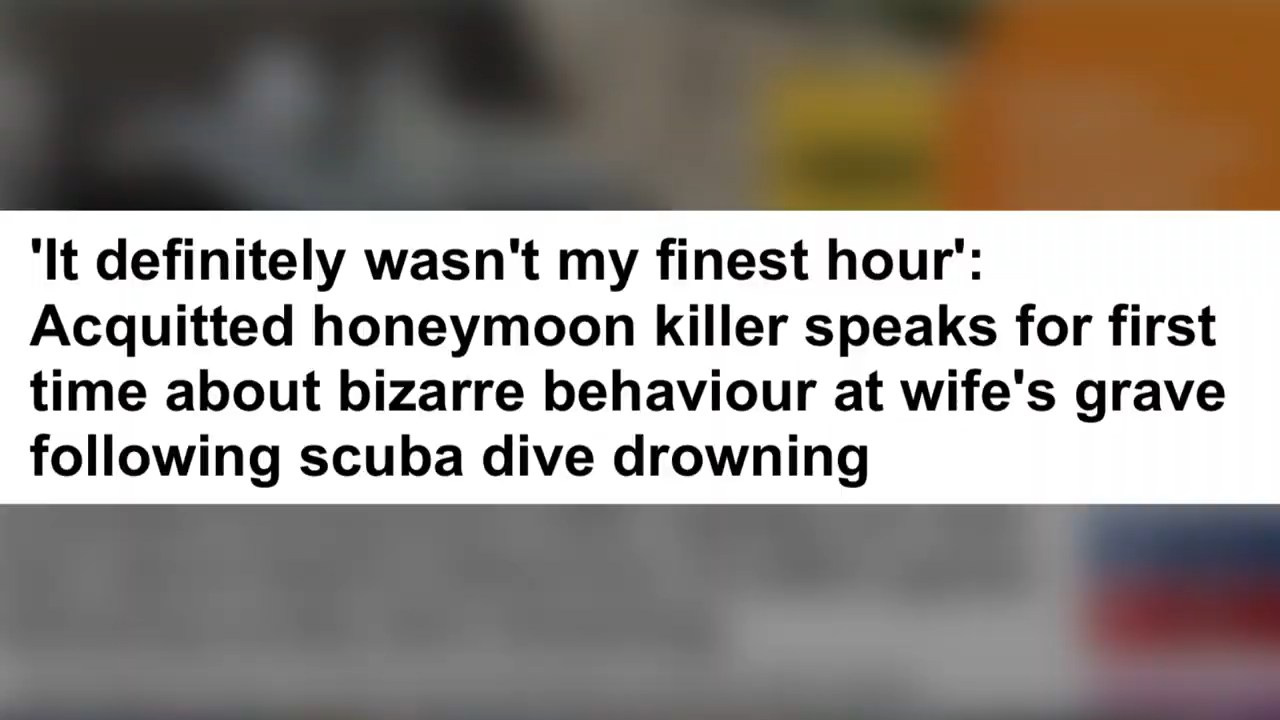 'It definitely wasn't my finest hour':
Acquitted honeymoon killer speaks for first
time about bizarre behaviour at wife's grave
following scuba dive drowning